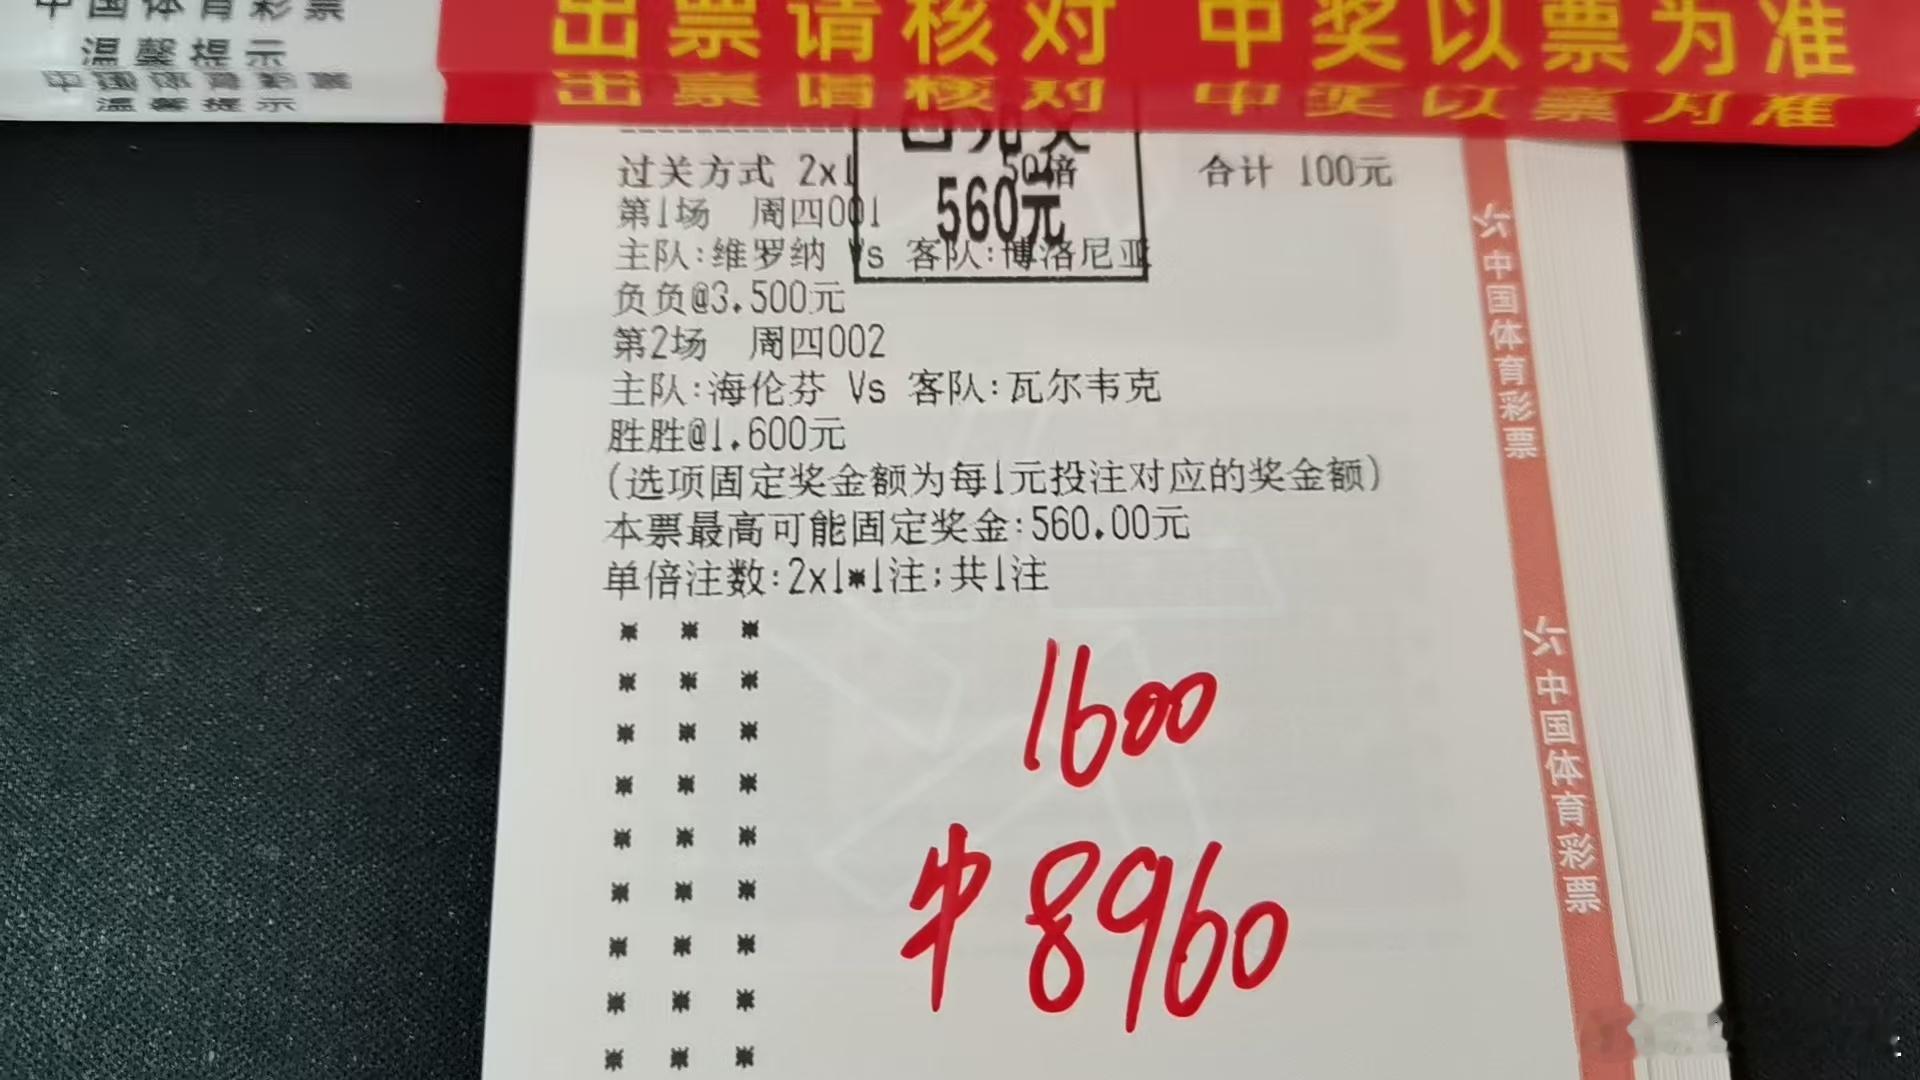 中国体育彩票
温馨提示
出票请核对 中奖以票为准
中国体育彩票
温馨提示
出票请核对 中奖以票为准
已兑奖
560元
过关方式 2x1 50倍 合计 100元
第1场 周四001
主队:维罗纳 Vs 客队:博洛尼亚
负负@3.500元
第2场 周四002
主队:海伦芬 Vs 客队:瓦尔韦克
胜胜@1.600元
(选项固定奖金额为每1元投注对应的奖金额)
本票最高可能固定奖金:560.00元
单倍注数:2x1*1注;共1注
1600
中8960
中国体育彩票
中国体育彩票